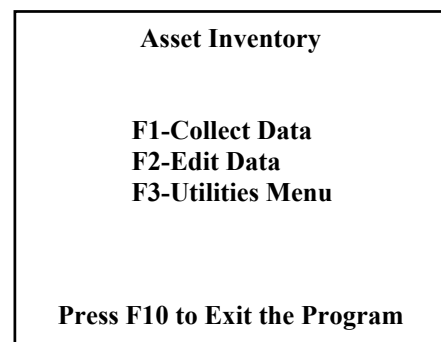 Asset Inventory
F1-Collect Data
F2-Edit Data
F3-Utilities Menu
Press F10 to Exit the Program